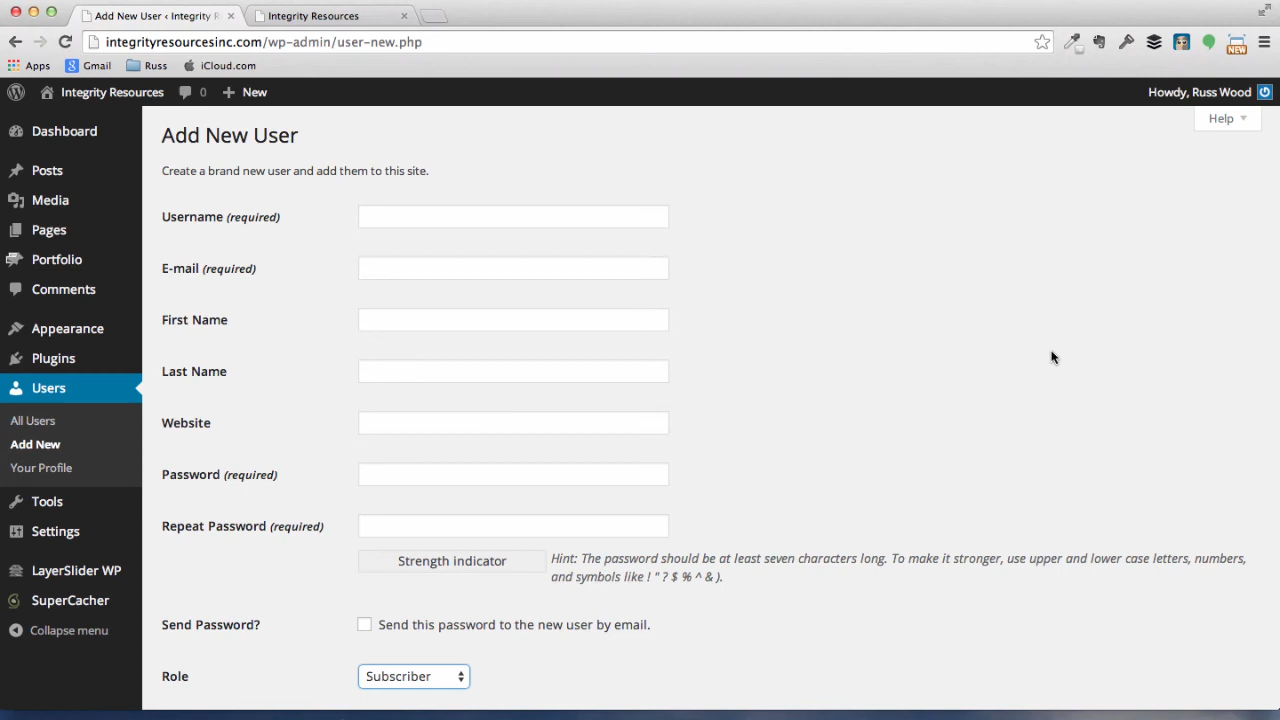 Add New User ‹ Integrity R
Integrity Resources
integrityresourcesinc.com/wp-admin/user-new.php
NEW
Apps
Gmail
Russ
iCloud.com
Integrity Resources
0
New
Howdy, Russ Wood
Dashboard
Posts
Media
Pages
Portfolio
Comments
Appearance
Plugins
Users
All Users
Add New
Your Profile
Tools
Settings
LayerSlider WP
SuperCacher
Collapse menu
Help
Add New User
Create a brand new user and add them to this site.
Username (required)
E-mail (required)
First Name
Last Name
Website
Password (required)
Repeat Password (required)
Strength indicator
Hint: The password should be at least seven characters long. To make it stronger, use upper and lower case letters, numbers,
and symbols like ! " ? $ % ^ & ).
Send Password?
Send this password to the new user by email.
Role
Subscriber